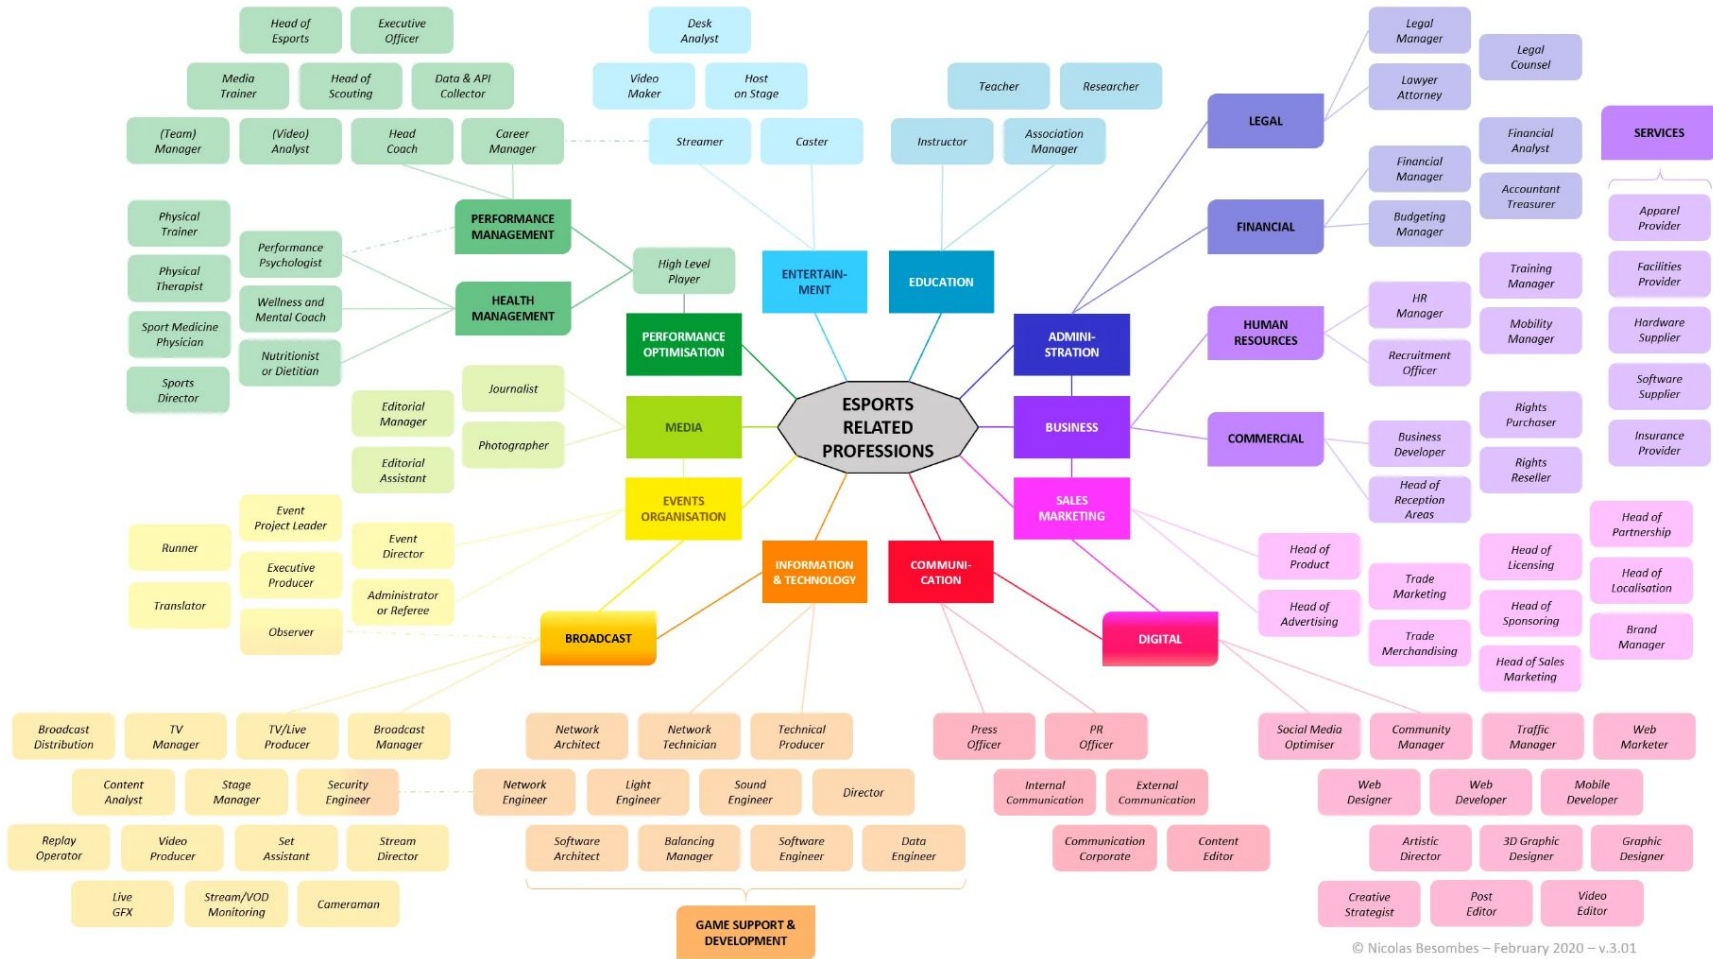 Head of
Esports
Executive
Officer
Media
Trainer
Head of
Scouting
Data & API
Collector
(Team)
Manager
(Video)
Analyst
Head
Coach
Career
Manager
PERFORMANCE
MANAGEMENT
Physical
Trainer
Performance
Psychologist
Physical
Therapist
Wellness and
Mental Coach
HEALTH
MANAGEMENT
Sport Medicine
Physician
Nutritionist
or Dietitian
Sports
Director
High Level
Player
PERFORMANCE
OPTIMISATION
Desk
Analyst
Video
Maker
Host
on Stage
Streamer
Caster
ENTERTAIN-
MENT
Teacher
Researcher
Instructor
Association
Manager
EDUCATION
Legal
Manager
Legal
Counsel
Lawyer
Attorney
LEGAL
Financial
Analyst
Financial
Manager
Accountant
Treasurer
Budgeting
Manager
FINANCIAL
ADMINI-
STRATION
SERVICES
Apparel
Provider
Facilities
Provider
Hardware
Supplier
Software
Supplier
Insurance
Provider
Training
Manager
HR
Manager
Mobility
Manager
Recruitment
Officer
HUMAN
RESOURCES
Rights
Purchaser
Business
Developer
Rights
Reseller
Head of
Reception
Areas
COMMERCIAL
BUSINESS
ESPORTS
RELATED
PROFESSIONS
Journalist
Editorial
Manager
Photographer
Editorial
Assistant
MEDIA
EVENTS
ORGANISATION
Event
Project Leader
Runner
Event
Director
Executive
Producer
Translator
Administrator
or Referee
Observer
BROADCAST
INFORMATION
& TECHNOLOGY
COMMUNI-
CATION
SALES
MARKETING
DIGITAL
Head of
Partnership
Head of
Product
Head of
Licensing
Trade
Marketing
Head of
Localisation
Head of
Advertising
Head of
Sponsoring
Trade
Merchandising
Brand
Manager
Head of Sales
Marketing
Broadcast
Distribution
TV
Manager
TV/Live
Producer
Broadcast
Manager
Content
Analyst
Stage
Manager
Security
Engineer
Replay
Operator
Video
Producer
Set
Assistant
Stream
Director
Live
GFX
Stream/VOD
Monitoring
Cameraman
Network
Architect
Network
Technician
Technical
Producer
Network
Engineer
Light
Engineer
Sound
Engineer
Director
Software
Architect
Balancing
Manager
Software
Engineer
Data
Engineer
GAME SUPPORT &
DEVELOPMENT
Press
Officer
PR
Officer
Internal
Communication
External
Communication
Communication
Corporate
Content
Editor
Social Media
Optimiser
Community
Manager
Traffic
Manager
Web
Marketer
Web
Designer
Web
Developer
Mobile
Developer
Artistic
Director
3D Graphic
Designer
Graphic
Designer
Creative
Strategist
Post
Editor
Video
Editor
© Nicolas Besombes – February 2020 – v.3.01